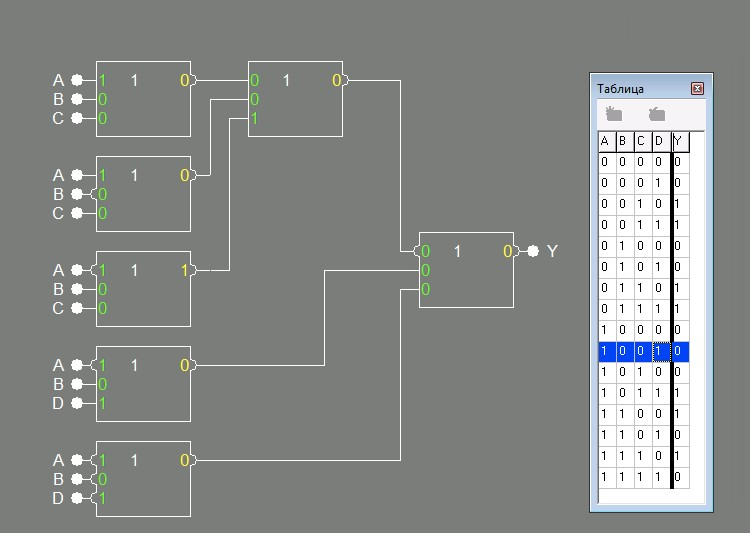 A 1 1 0
B 0
C 0
A 1 1 0
B 0
C 0
A 1 1 1
B 0
C 0
A 1 1 0
B 0
D 1
A 1 1 0
B 0
D 1
0 1 0
0
1
0 1 0 Y
0
0
Таблица
A B C D Y
0 0 0 0 0
0 0 0 1 0
0 0 1 0 1
0 0 1 1 1
0 1 0 0 0
0 1 0 1 0
0 1 1 0 1
0 1 1 1 1
1 0 0 0 0
1 0 0 1 0
1 0 1 0 0
1 0 1 1 1
1 1 0 0 1
1 1 0 1 0
1 1 1 0 1
1 1 1 1 0